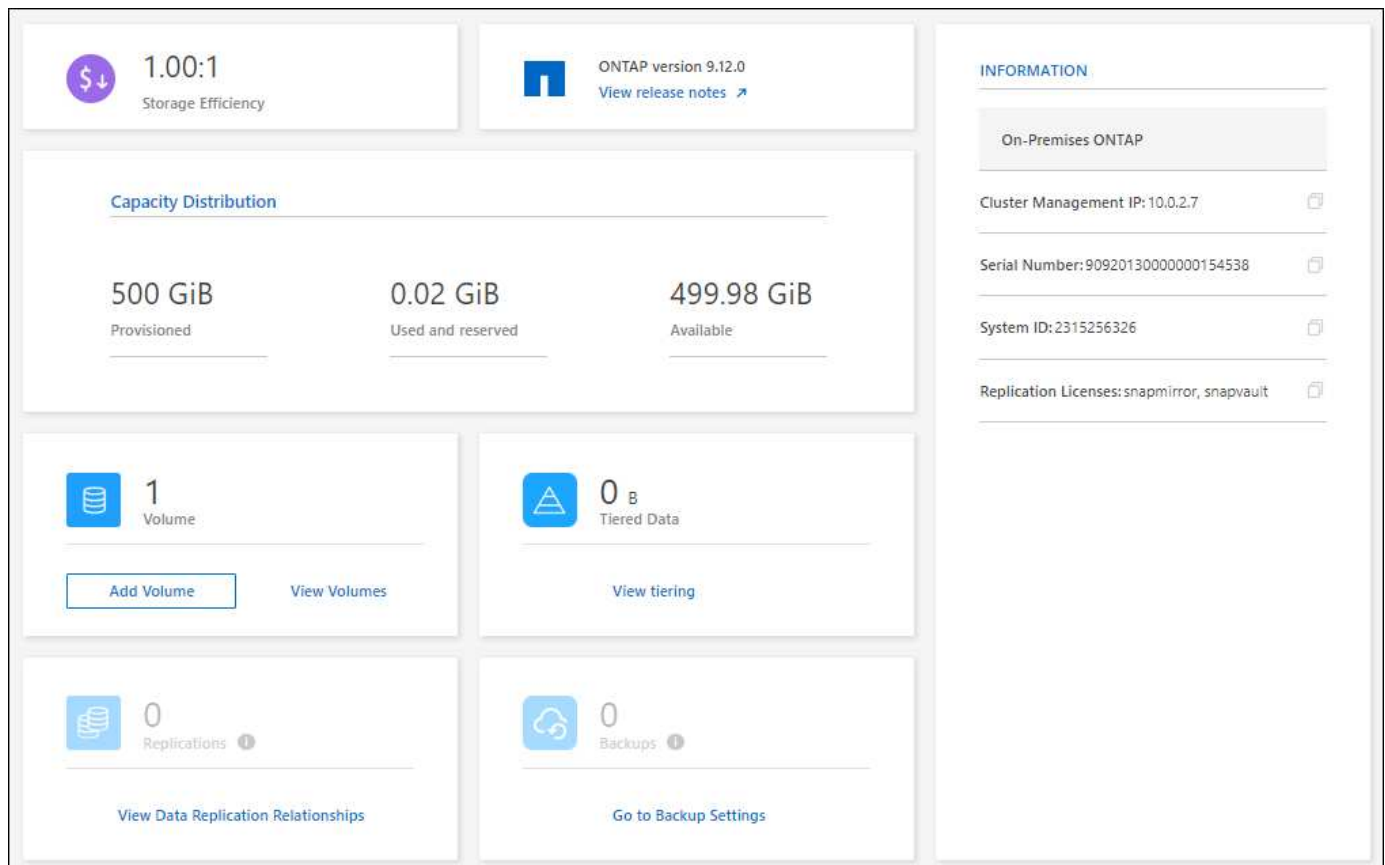 1.00:1
Storage Efficiency
ONTAP version 9.12.0
View release notes
Capacity Distribution
500 GiB
Provisioned
0.02 GiB
Used and reserved
499.98 GiB
Available
1
Volume
Add Volume
View Volumes
0 B
Tiered Data
View tiering
0
Replications
View Data Replication Relationships
0
Backups
Go to Backup Settings
INFORMATION
On-Premises ONTAP
Cluster Management IP: 10.0.2.7
Serial Number: 90920130000000154538
System ID: 2315256326
Replication Licenses: snapmirror, snapvault